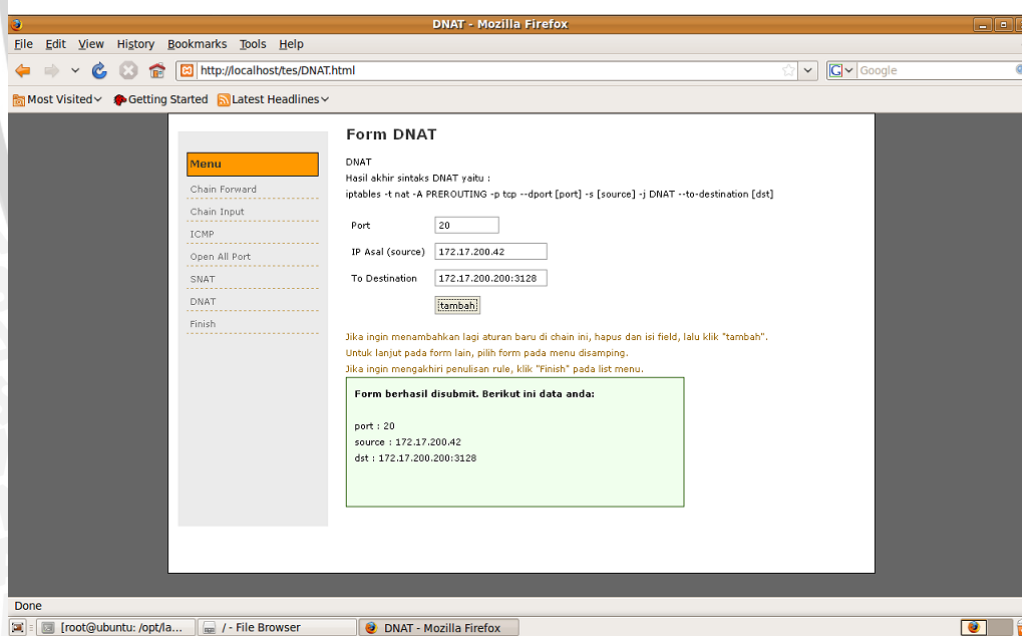 DNAT - Mozilla Firefox
File Edit View History Bookmarks Tools Help
http://localhost/tes/DNAT.html
Google
Most Visited Getting Started Latest Headlines
Menu
Chain Forward
Chain Input
ICMP
Open All Port
SNAT
DNAT
Finish
Form DNAT
DNAT
Hasil akhir sintaks DNAT yaitu :
iptables -t nat -A PREROUTING -p tcp --dport [port] -s [source] -j DNAT --to-destination [dst]
Port 20
IP Asal (source) 172.17.200.42
To Destination 172.17.200.200:3128
tambah
Jika ingin menambahkan lagi aturan baru di chain ini, hapus dan isi field, lalu klik "tambah".
Untuk lanjut pada form lain, pilih form pada menu disamping.
Jika ingin mengakhiri penulisan rule, klik "Finish" pada list menu.
Form berhasil disubmit. Berikut ini data anda:
port : 20
source : 172.17.200.42
dst : 172.17.200.200:3128
Done
[root@ubuntu: /opt/la... / - File Browser DNAT - Mozilla Firefox